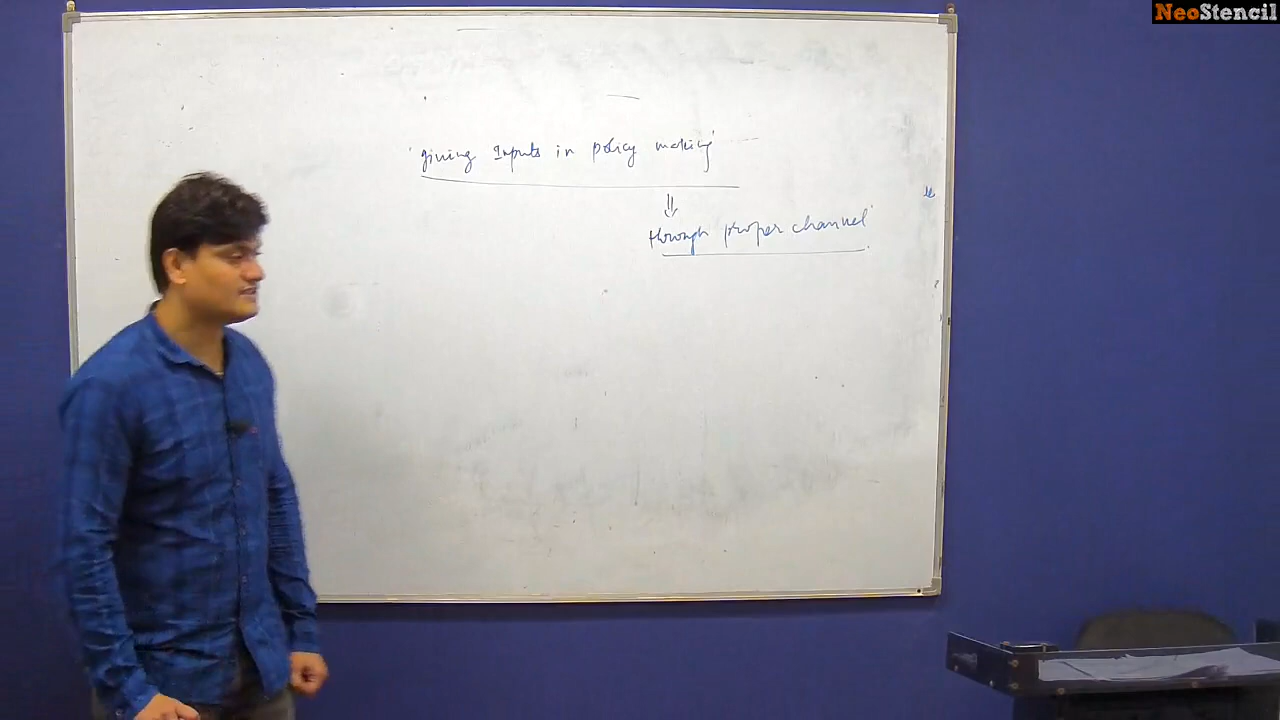 NeoStencil
'giving Inputs in policy making'
⇓
through proper channel'